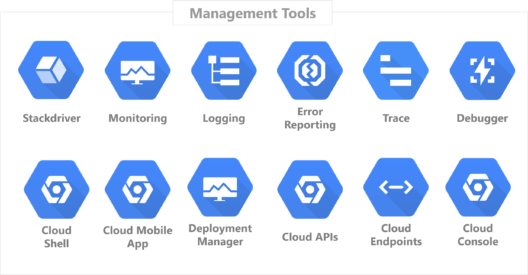 Management Tools
Stackdriver
Monitoring
Logging
Error
Reporting
Trace
Debugger
Cloud
Shell
Cloud Mobile
App
Deployment
Manager
Cloud APIs
Cloud
Endpoints
Cloud
Console